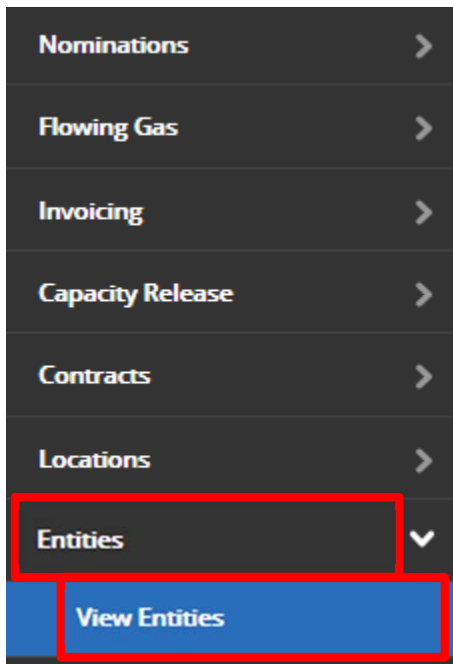 Nominations
Flowing Gas
Invoicing
Capacity Release
Contracts
Locations
Entities
View Entities